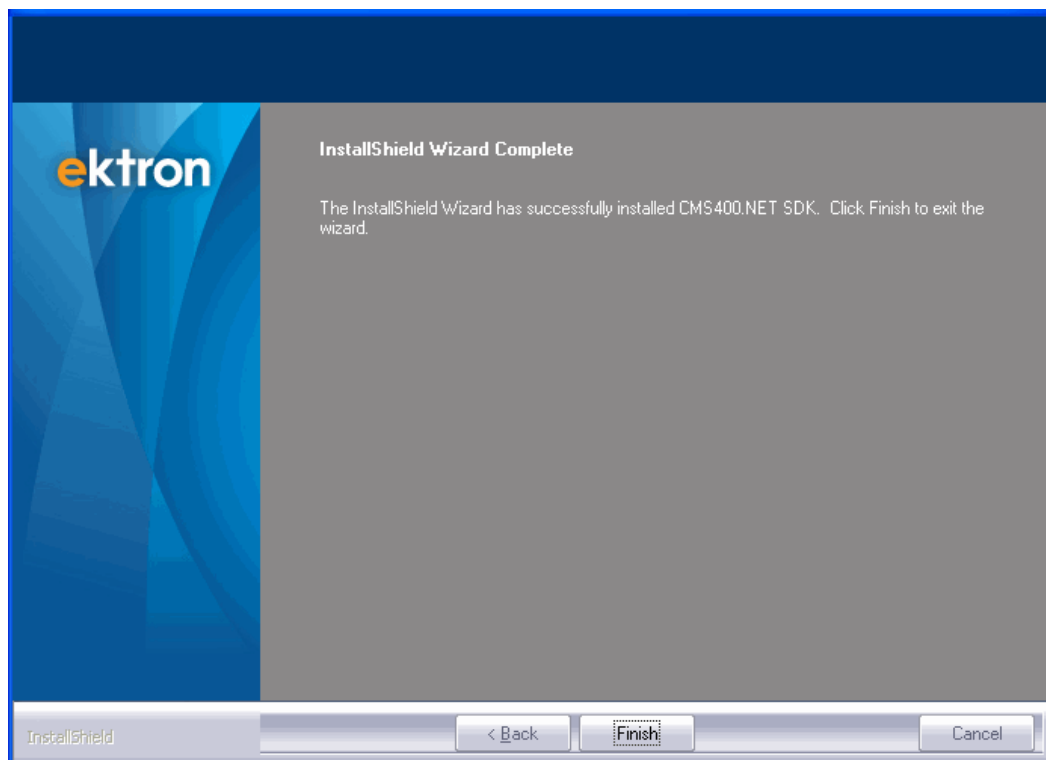 ektron
InstallShield Wizard Complete
The InstallShield Wizard has successfully installed CMS400.NET SDK. Click Finish to exit the
wizard.
InstallShield
< Back
Finish
Cancel